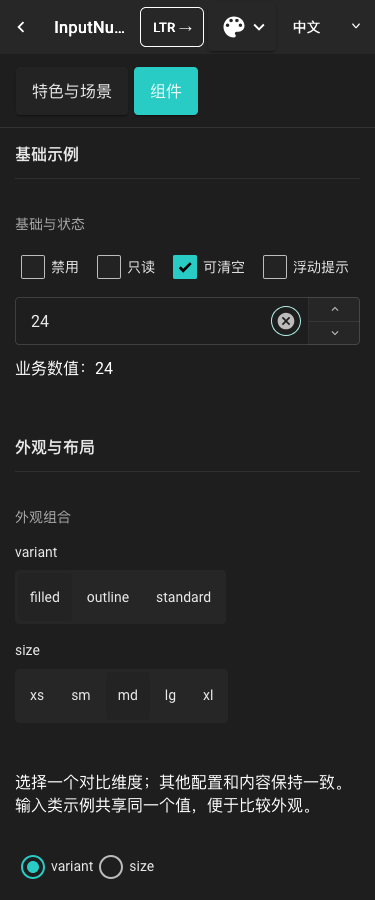 InputNu... LTR→ 中文
特色与场景 组件
基础示例
基础与状态
禁用 只读 可清空 浮动提示
24
业务数值：24
外观与布局
外观组合
variant
filled outline standard
size
xs sm md lg xl
选择一个对比维度；其他配置和内容保持一致。
输入类示例共享同一个值，便于比较外观。
variant size